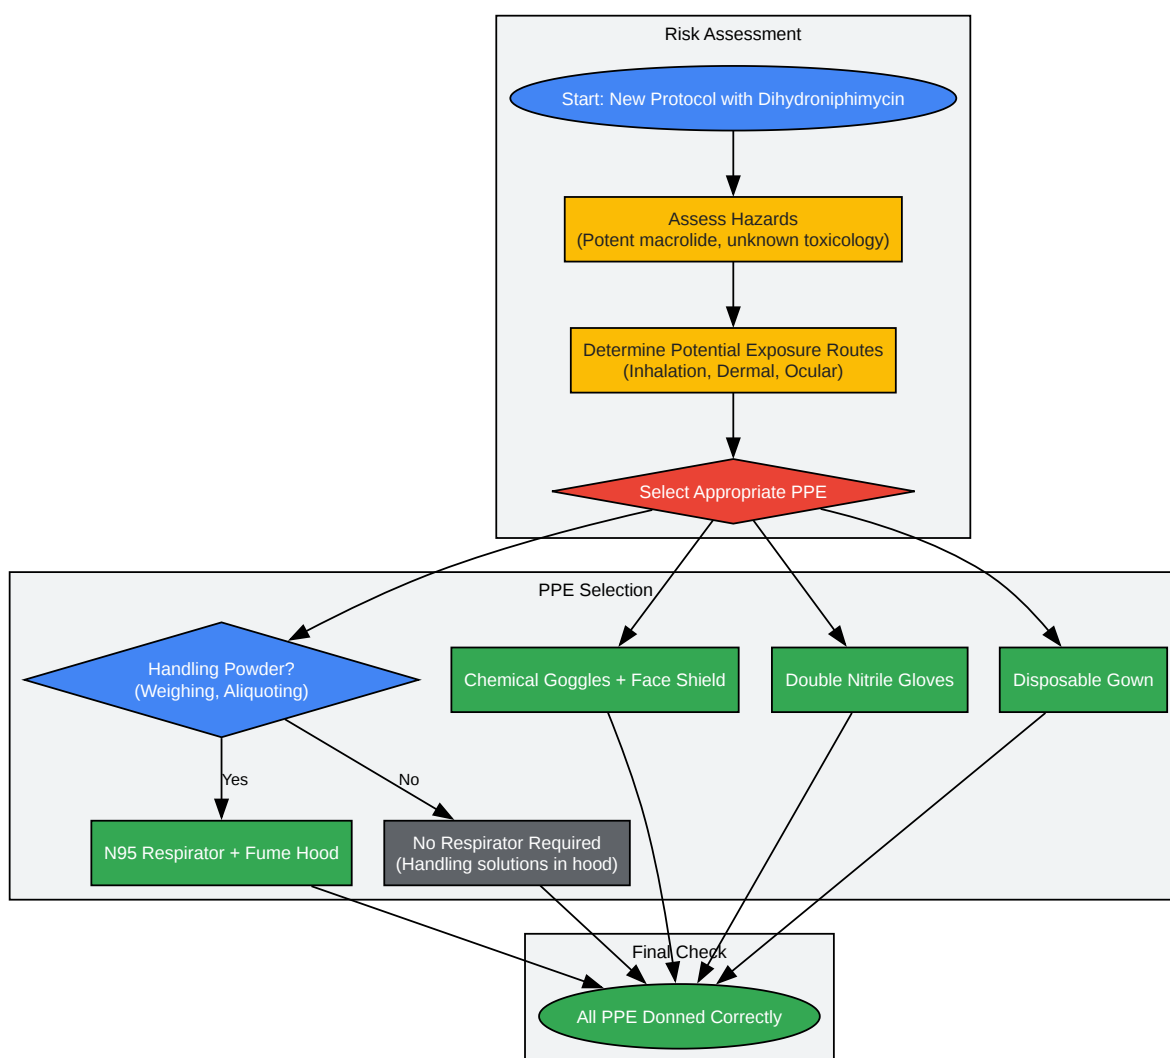 Risk Assessment
Start: New Protocol with Dihydroniphimycin
Assess Hazards
(Potent macrolide, unknown toxicology)
Determine Potential Exposure Routes
(Inhalation, Dermal, Ocular)
Select Appropriate PPE
PPE Selection
Handling Powder?
(Weighing, Aliquoting)
Chemical Goggles + Face Shield
Double Nitrile Gloves
Disposable Gown
Yes
No
N95 Respirator + Fume Hood
No Respirator Required
(Handling solutions in hood)
Final Check
All PPE Donned Correctly